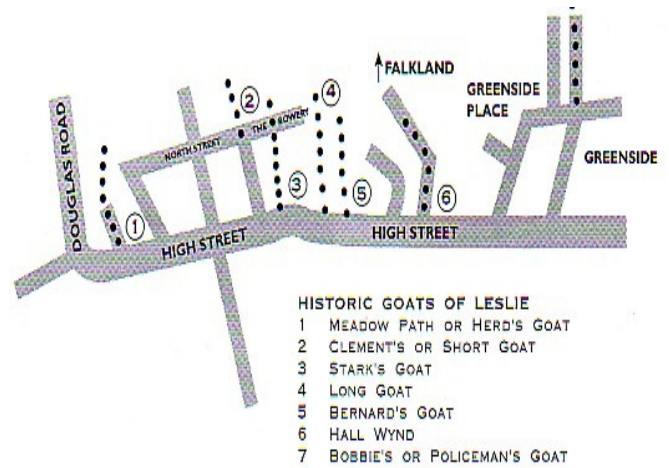 2
4
FALKLAND
GREENSIDE
PLACE
DOUGLAS ROAD
THE BOWERY
NORTH STREET
GREENSIDE
3
5
6
1
HIGH STREET
HIGH STREET
HISTORIC GOATS OF LESLIE
1 MEADOW PATH OR HERD'S GOAT
2 CLEMENT'S OR SHORT GOAT
3 STARK'S GOAT
4 LONG GOAT
5 BERNARD'S GOAT
6 HALL WYND
7 BOBBIE'S OR POLICEMAN'S GOAT